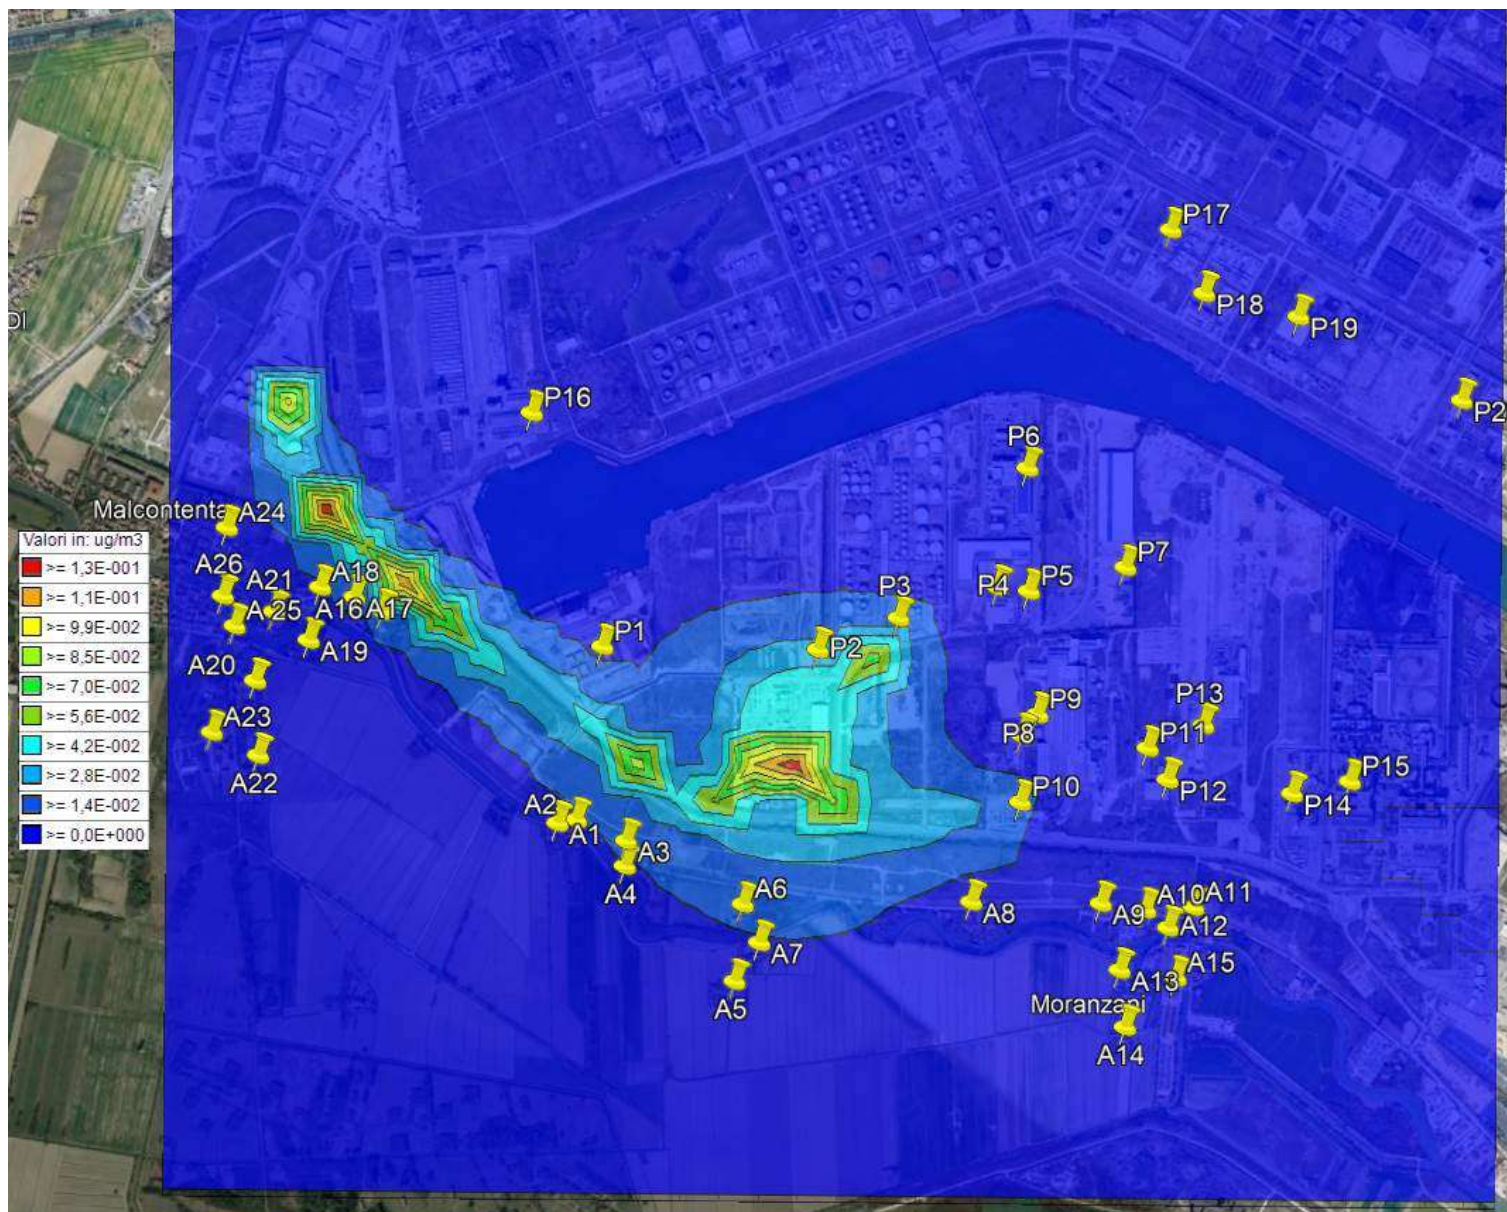 P17
P18
P19
DI
P16
P2
P6
Malcontenta
A24
Valori in: ug/m3
>= 1,3E-001
>= 1,1E-001
>= 9,9E-002
>= 8,5E-002
>= 7,0E-002
>= 5,6E-002
>= 4,2E-002
>= 2,8E-002
>= 1,4E-002
>= 0,0E+000
P7
A26
A21
A18
P4
P5
P3
A25
A16
A17
P1
P2
A19
A20
A23
A22
P9
P8
P13
P11
P12
P15
P14
P10
A2
A1
A3
A4
A6
A7
A5
A8
A9
A10
A11
A12
A13
A15
Moranzani
A14